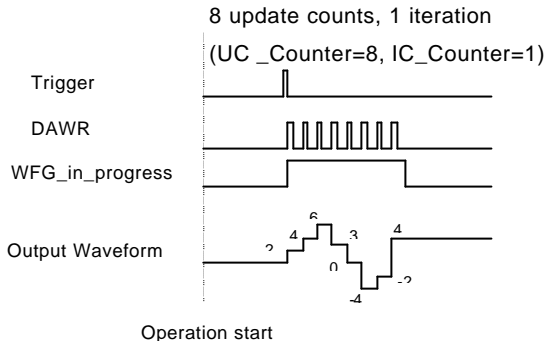 8 update counts, 1 iteration
(UC _Counter=8, IC_Counter=1)
Trigger
DAWR
WFG_in_progress
Output Waveform
2
4
6
3
0
-4
-2
4
Operation start